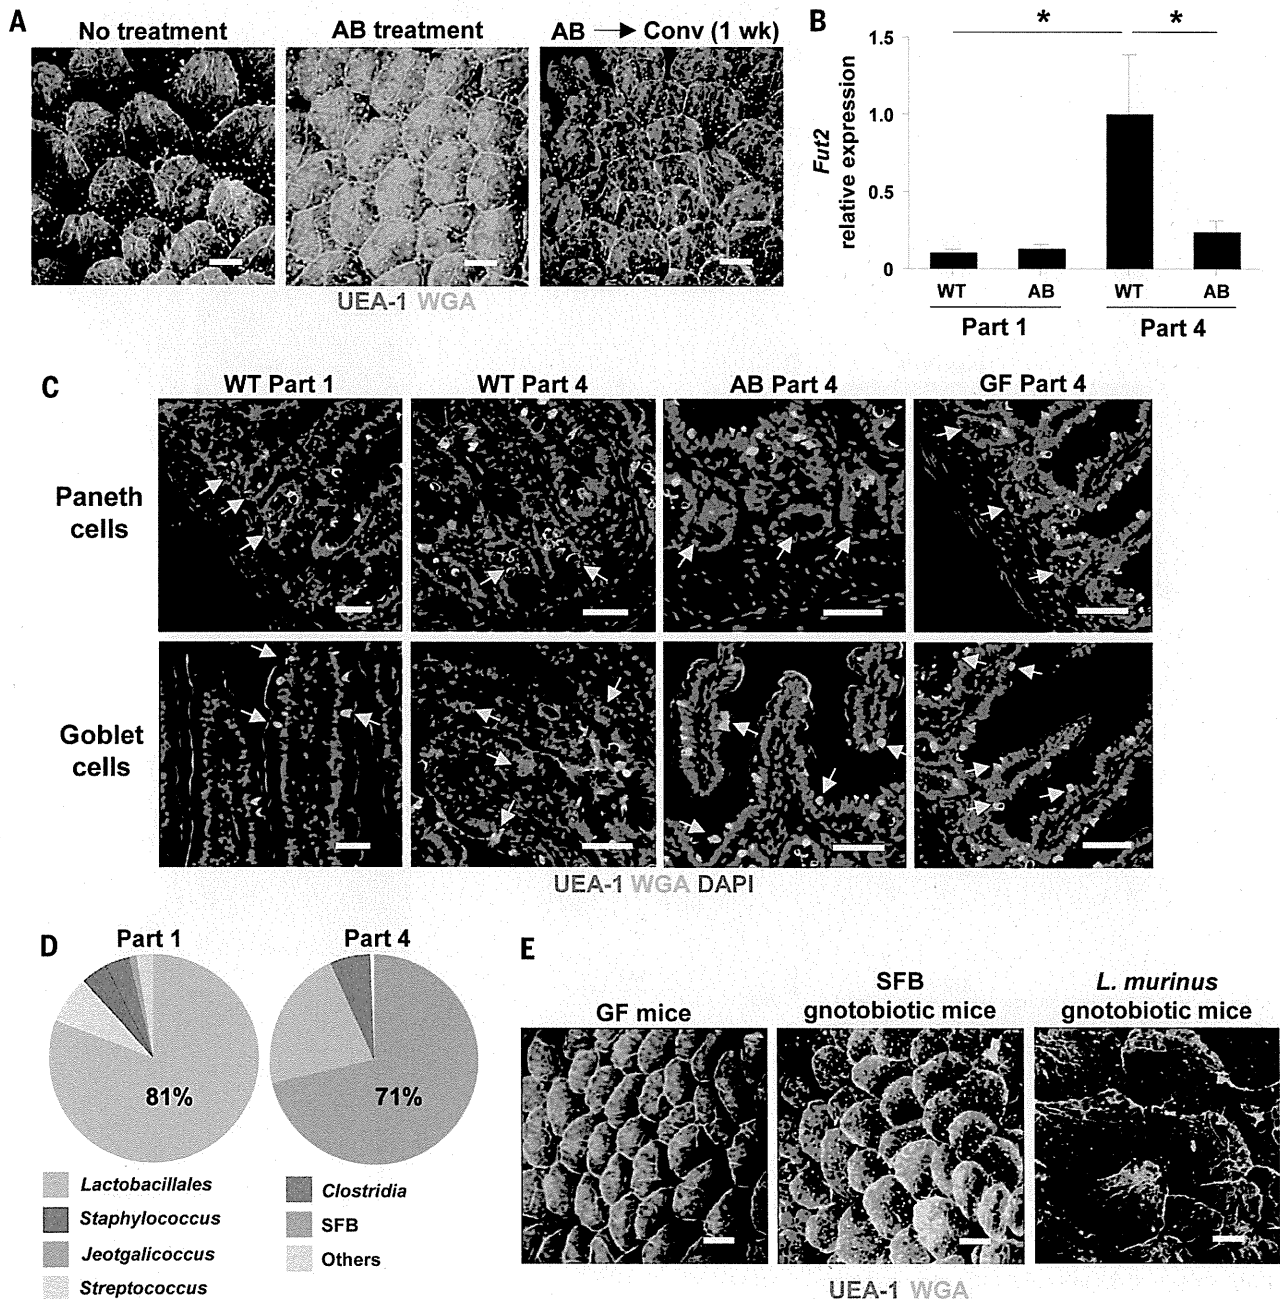 A
No treatment
AB treatment
AB → Conv (1 wk)
UEA-1 WGA
B
*
*
Fut2
relative expression
1.5
1.0
0.5
0
WT
AB
WT
AB
Part 1
Part 4
C
WT Part 1
WT Part 4
AB Part 4
GF Part 4
Paneth
cells
Goblet
cells
UEA-1 WGA DAPI
D
Part 1
Part 4
81%
71%
Lactobacillales
Staphylococcus
Jeotgalicoccus
Streptococcus
Clostridia
SFB
Others
E
GF mice
SFB
gnotobiotic mice
L. murinus
gnotobiotic mice
UEA-1 WGA